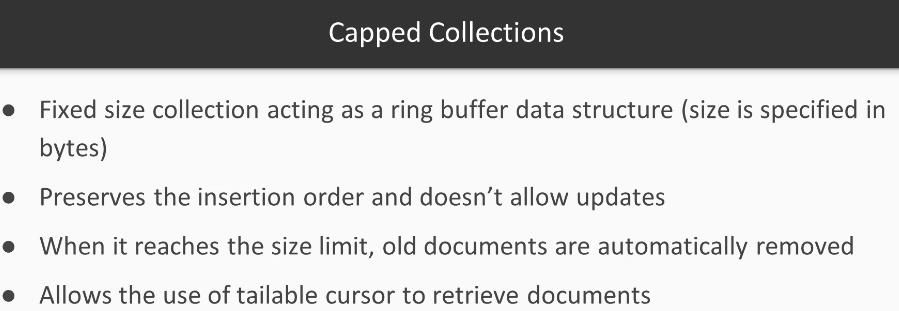 Capped Collections
● Fixed size collection acting as a ring buffer data structure (size is specified in
bytes)
● Preserves the insertion order and doesn't allow updates
● When it reaches the size limit, old documents are automatically removed
● Allows the use of tailable cursor to retrieve documents